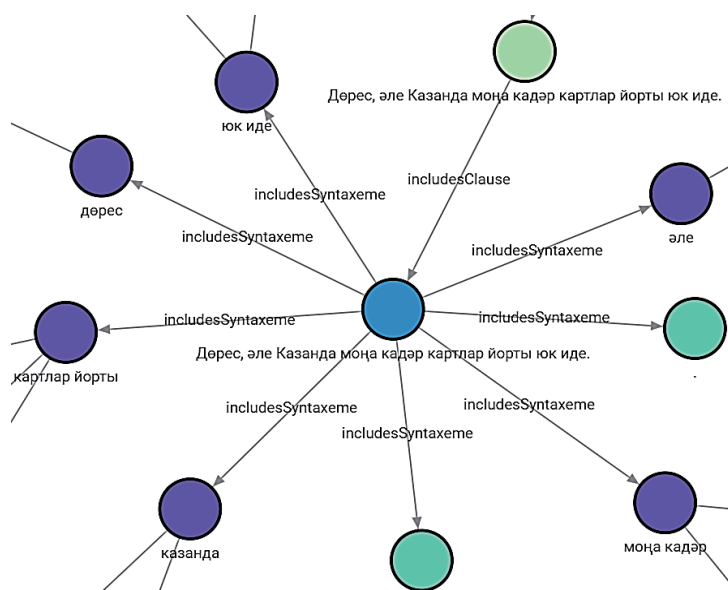 Дөрес, әле Казанда моңа кадәр картлар йорты юк иде.
юк иде
includesClause
includesSyntaxeme
дөрес
includesSyntaxeme
әле
includesSyntaxeme
includesSyntaxeme
includesSyntaxeme
Дөрес, әле Казанда моңа кадәр картлар йорты юк иде.
картлар йорты
.
includesSyntaxeme
includesSyntaxeme
includesSyntaxeme
казанда
моңа кадәр